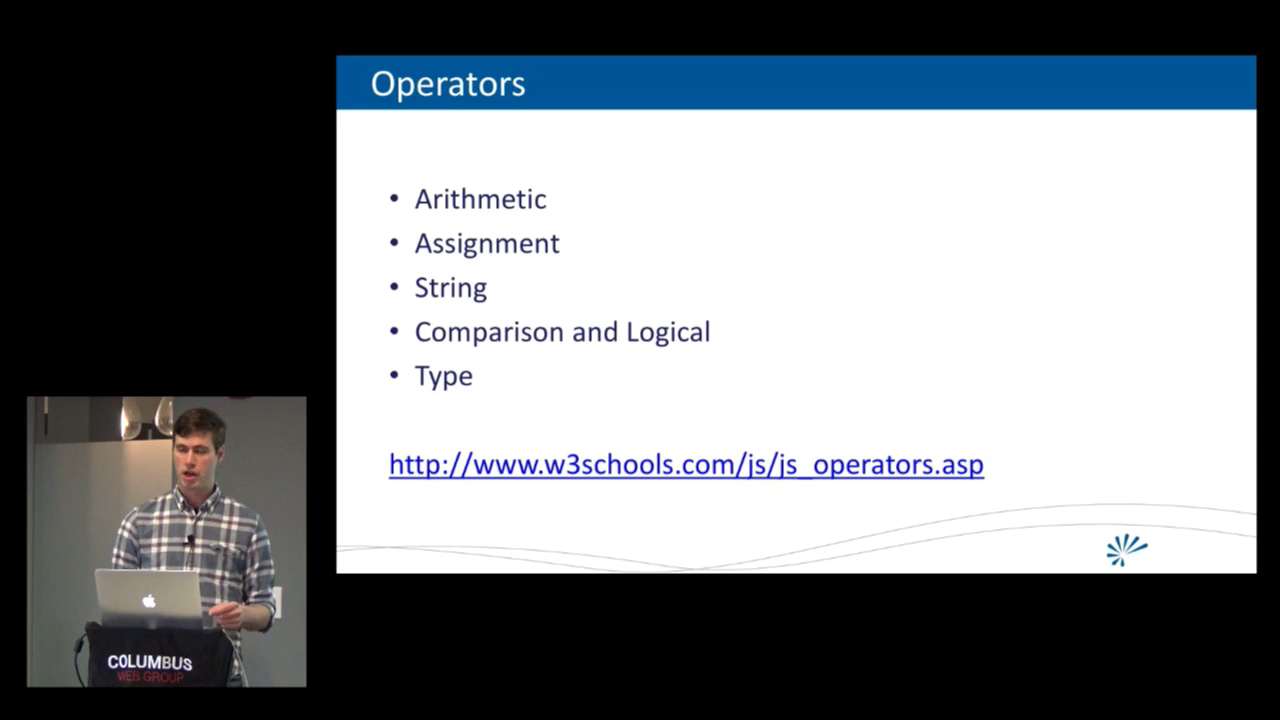 Operators
• Arithmetic
• Assignment
• String
• Comparison and Logical
• Type
http://www.w3schools.com/js/js_operators.asp
COLUMBUS
WEB GROUP